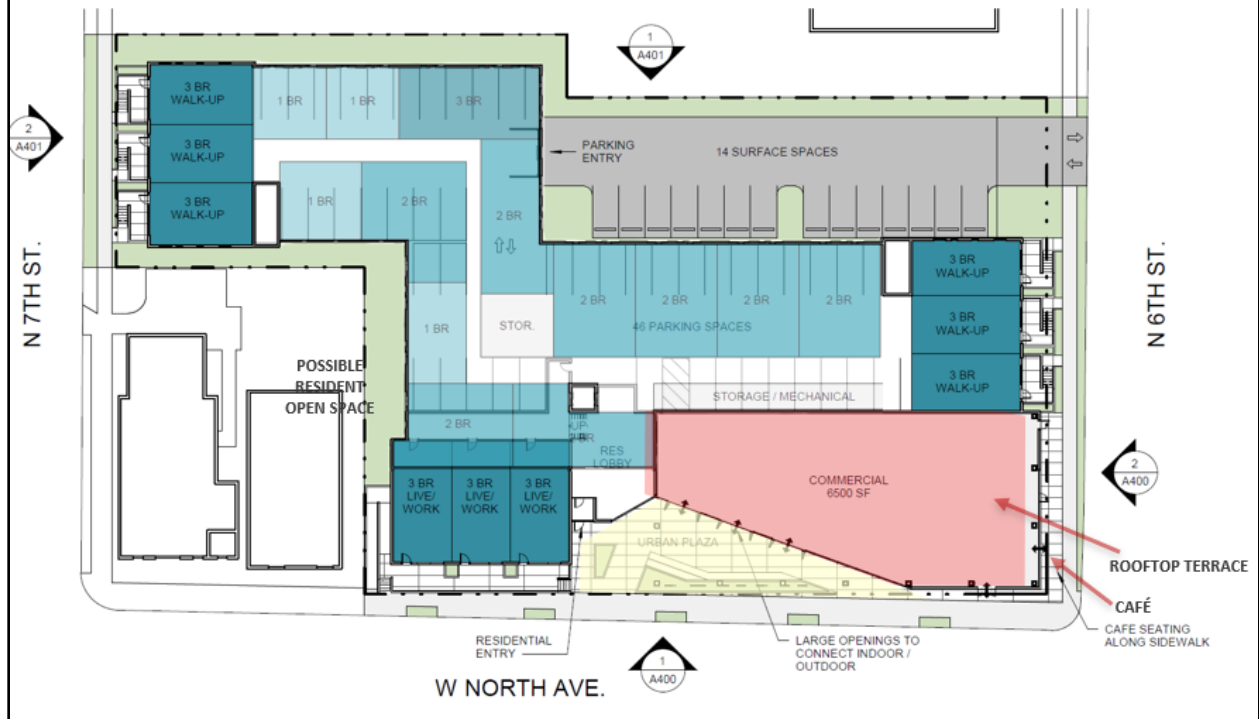 1
A401
3 BR
WALK-UP
1 BR
1 BR
3 BR
2
A401
3 BR
WALK-UP
PARKING
ENTRY
14 SURFACE SPACES
3 BR
WALK-UP
1 BR
2 BR
2 BR
N 7TH ST.
N 6TH ST.
3 BR
WALK-UP
2 BR
2 BR
2 BR
2 BR
1 BR
STOR.
46 PARKING SPACES
3 BR
WALK-UP
POSSIBLE
RESIDENT
OPEN SPACE
3 BR
WALK-UP
STORAGE / MECHANICAL
2 BR
UP
BR
RES
LOBBY
3 BR
LIVE/
WORK
3 BR
LIVE/
WORK
3 BR
LIVE/
WORK
COMMERCIAL
6500 SF
2
A400
URBAN PLAZA
ROOFTOP TERRACE
CAFÉ
CAFE SEATING
ALONG SIDEWALK
RESIDENTIAL
ENTRY
LARGE OPENINGS TO
CONNECT INDOOR /
OUTDOOR
1
A400
W NORTH AVE.